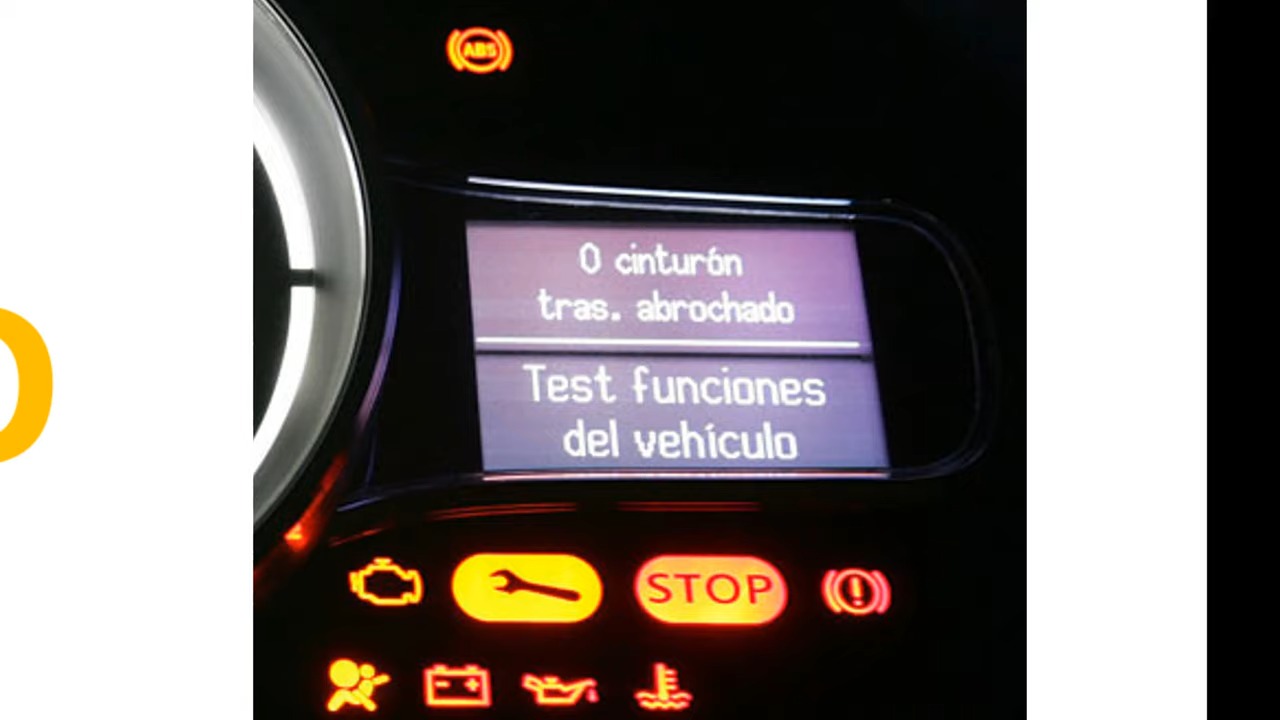 ABS
0 cinturón
tras. abrochado
Test funciones
del vehículo
STOP